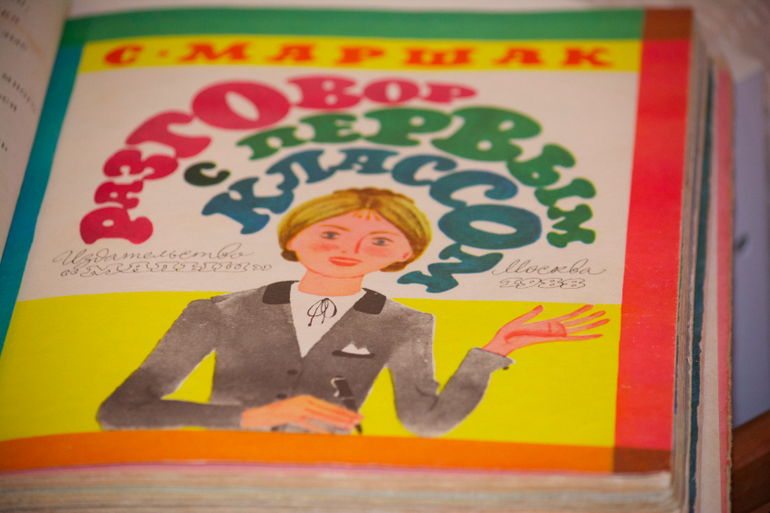 С·МАРШАК
РАЗГОВОР
С ПЕРВЫМ
КЛАССОМ
Издательство
Москва